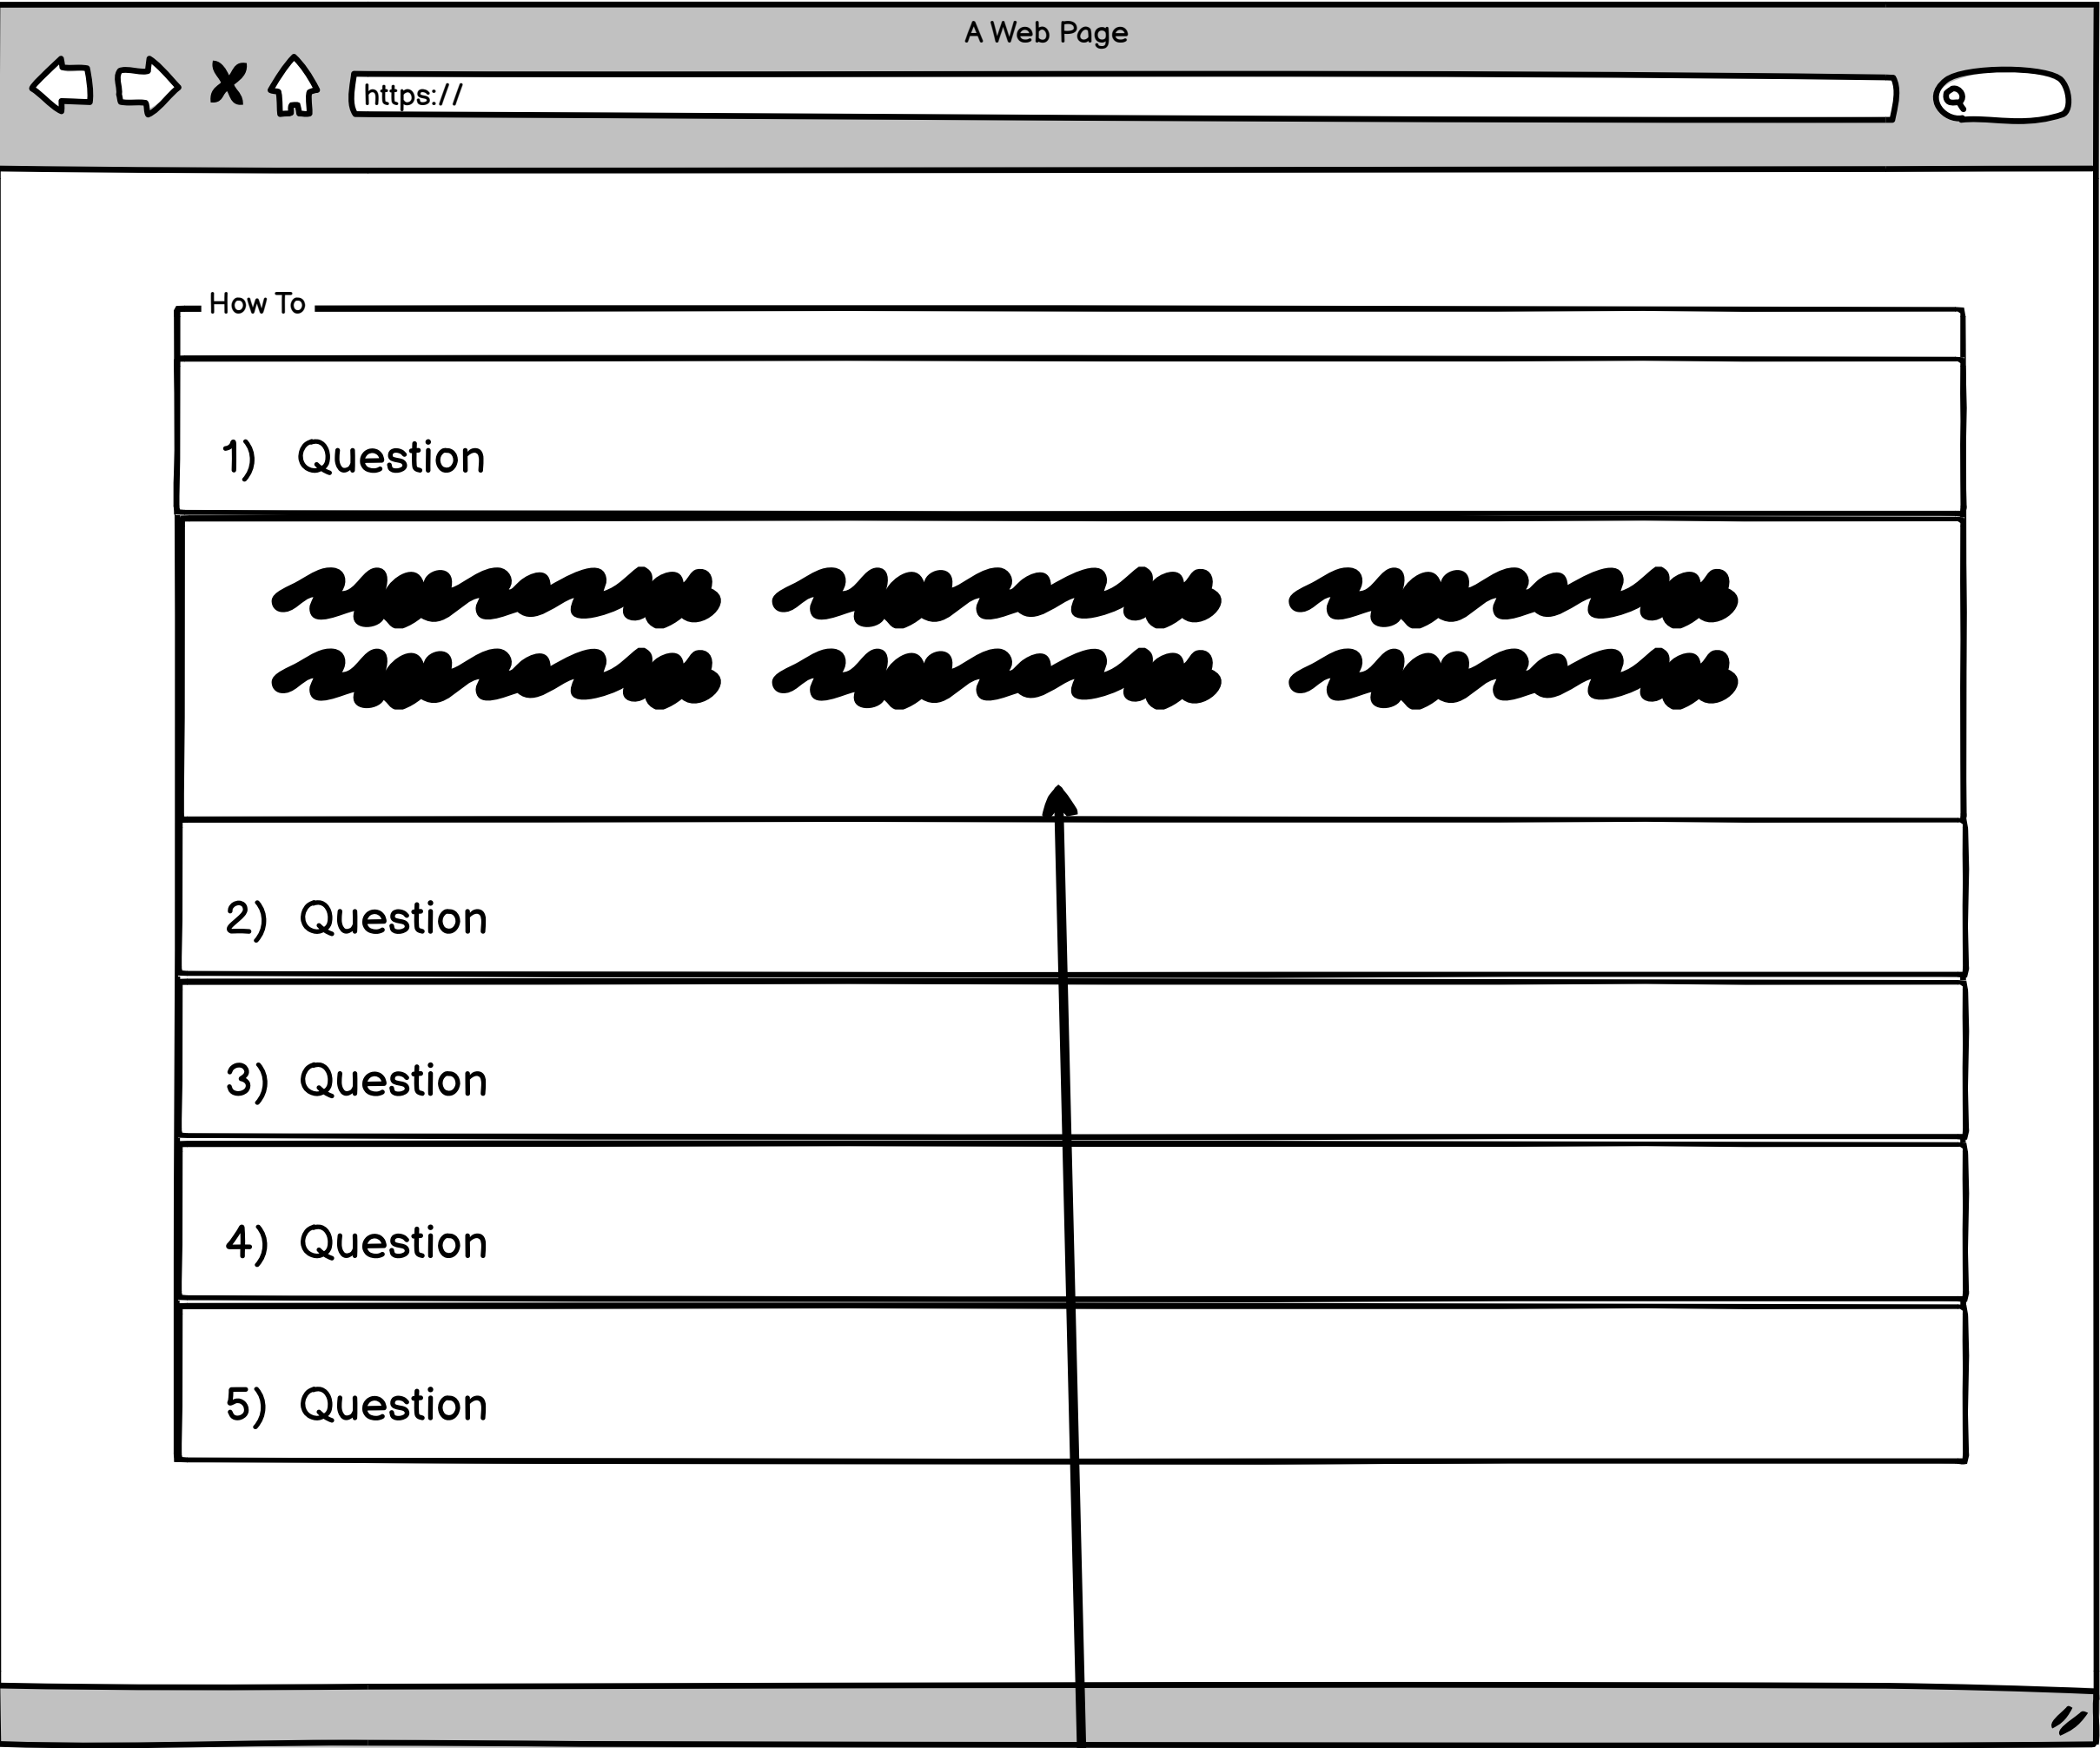 A Web Page
https://
How To
1) Question
2) Question
3) Question
4) Question
5) Question